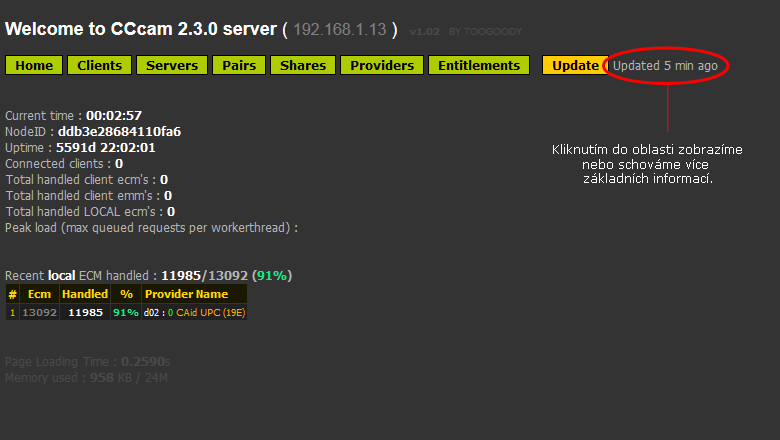 Welcome to CCcam 2.3.0 server ( 192.168.1.13 ) v1.02 BY TOOGOODY
Home Clients Servers Pairs Shares Providers Entitlements Update Updated 5 min ago
Current time : 00:02:57
NodeID : ddb3e28684110fa6
Uptime : 5591d 22:02:01
Connected clients : 0
Total handled client ecm's : 0
Total handled client emm's : 0
Total handled LOCAL ecm's : 0
Peak load (max queued requests per workerthread) :
Kliknutím do oblasti zobrazíme
nebo schováme více
základních informací.
Recent local ECM handled : 11985/13092 (91%)
# Ecm Handled % Provider Name
1 13092 11985 91% d02 : 0 CAid UPC (19E)
Page Loading Time : 0.2590s
Memory used : 958 KB / 24M